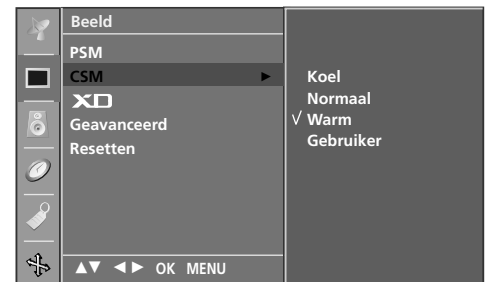 Beeld
PSM
CSM ►
XD
Geavanceerd
Resetten
Koel
Normaal
√ Warm
Gebruiker
▲▼ ◄► OK MENU